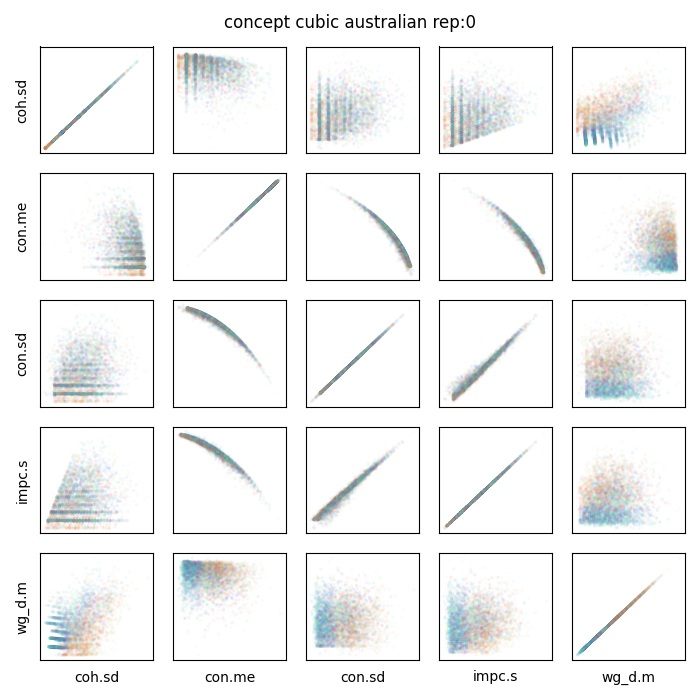 concept cubic australian rep:0
coh.sd
con.me
con.sd
impc.s
wg_d.m
coh.sd con.me con.sd impc.s wg_d.m